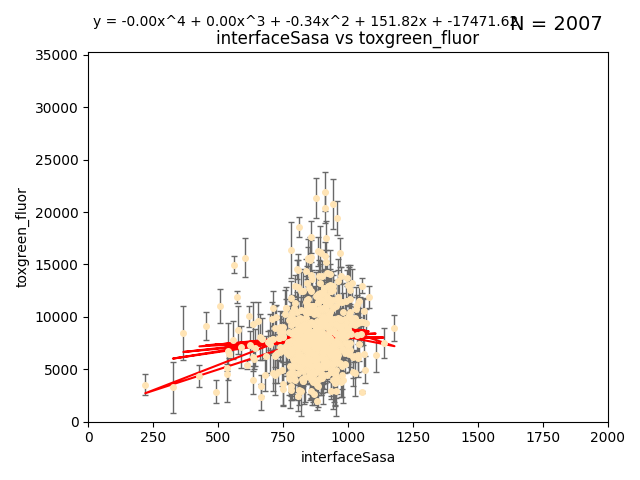 y = -0.00x^4 + 0.00x^3 + -0.34x^2 + 151.82x + -17471.62
N = 2007
interfaceSasa vs toxgreen_fluor
35000
30000
25000
20000
15000
10000
5000
0
toxgreen_fluor
0 250 500 750 1000 1250 1500 1750 2000
interfaceSasa